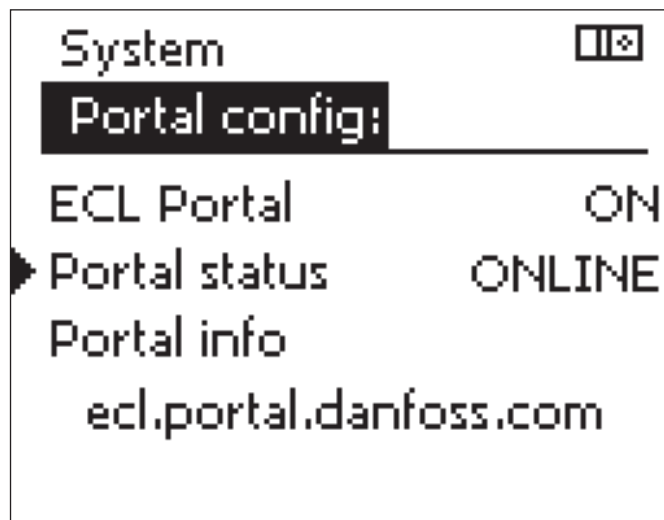 System
Portal config:
ECL Portal ON
Portal status ONLINE
Portal info
ecl.portal.danfoss.com